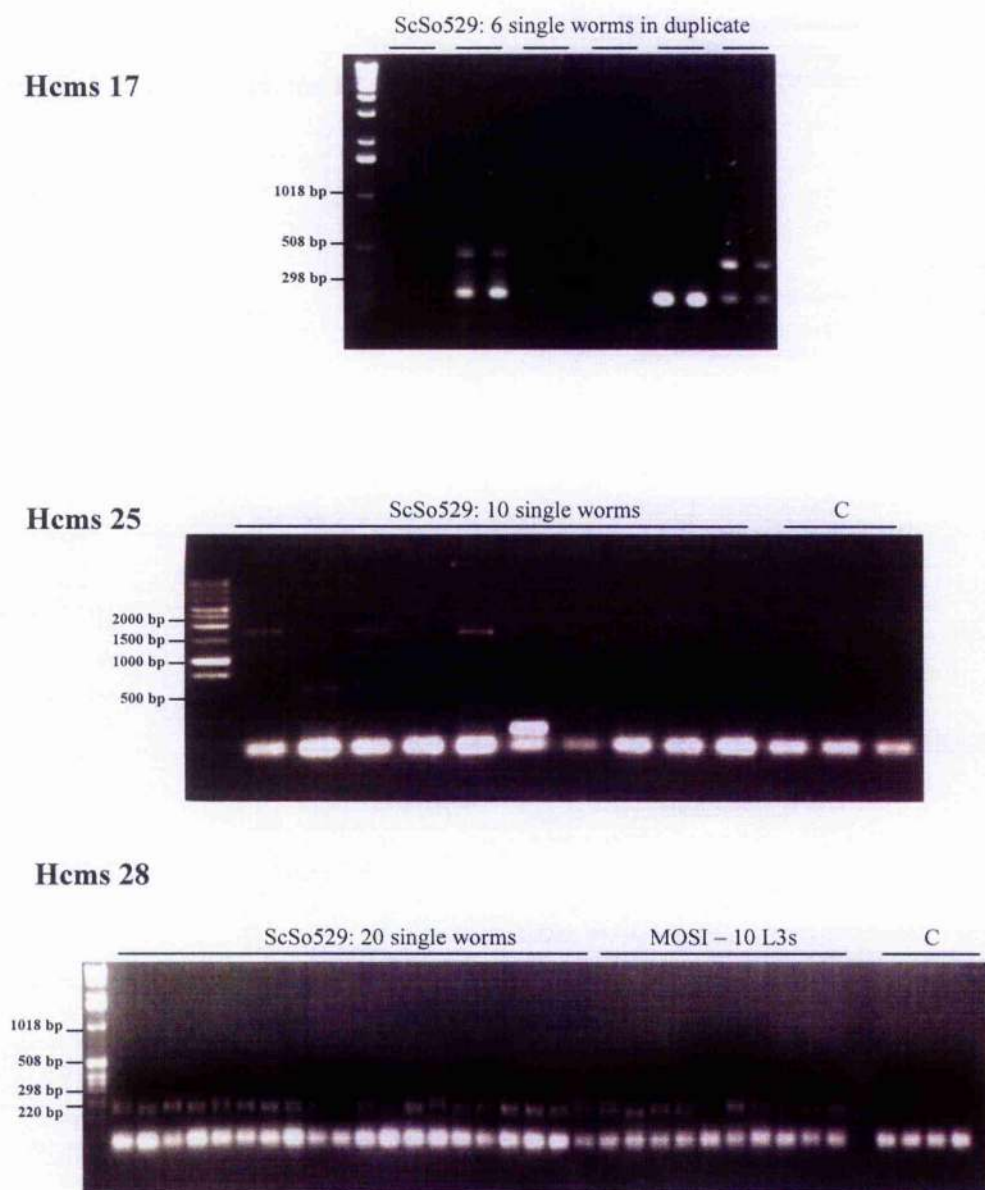 ScSo529: 6 single worms in duplicate
Hcms 17
1018 bp
508 bp
298 bp
Hcms 25
ScSo529: 10 single worms C
2000 bp
1500 bp
1000 bp
500 bp
Hcms 28
ScSo529: 20 single worms MOSI – 10 L3s C
1018 bp
508 bp
298 bp
220 bp